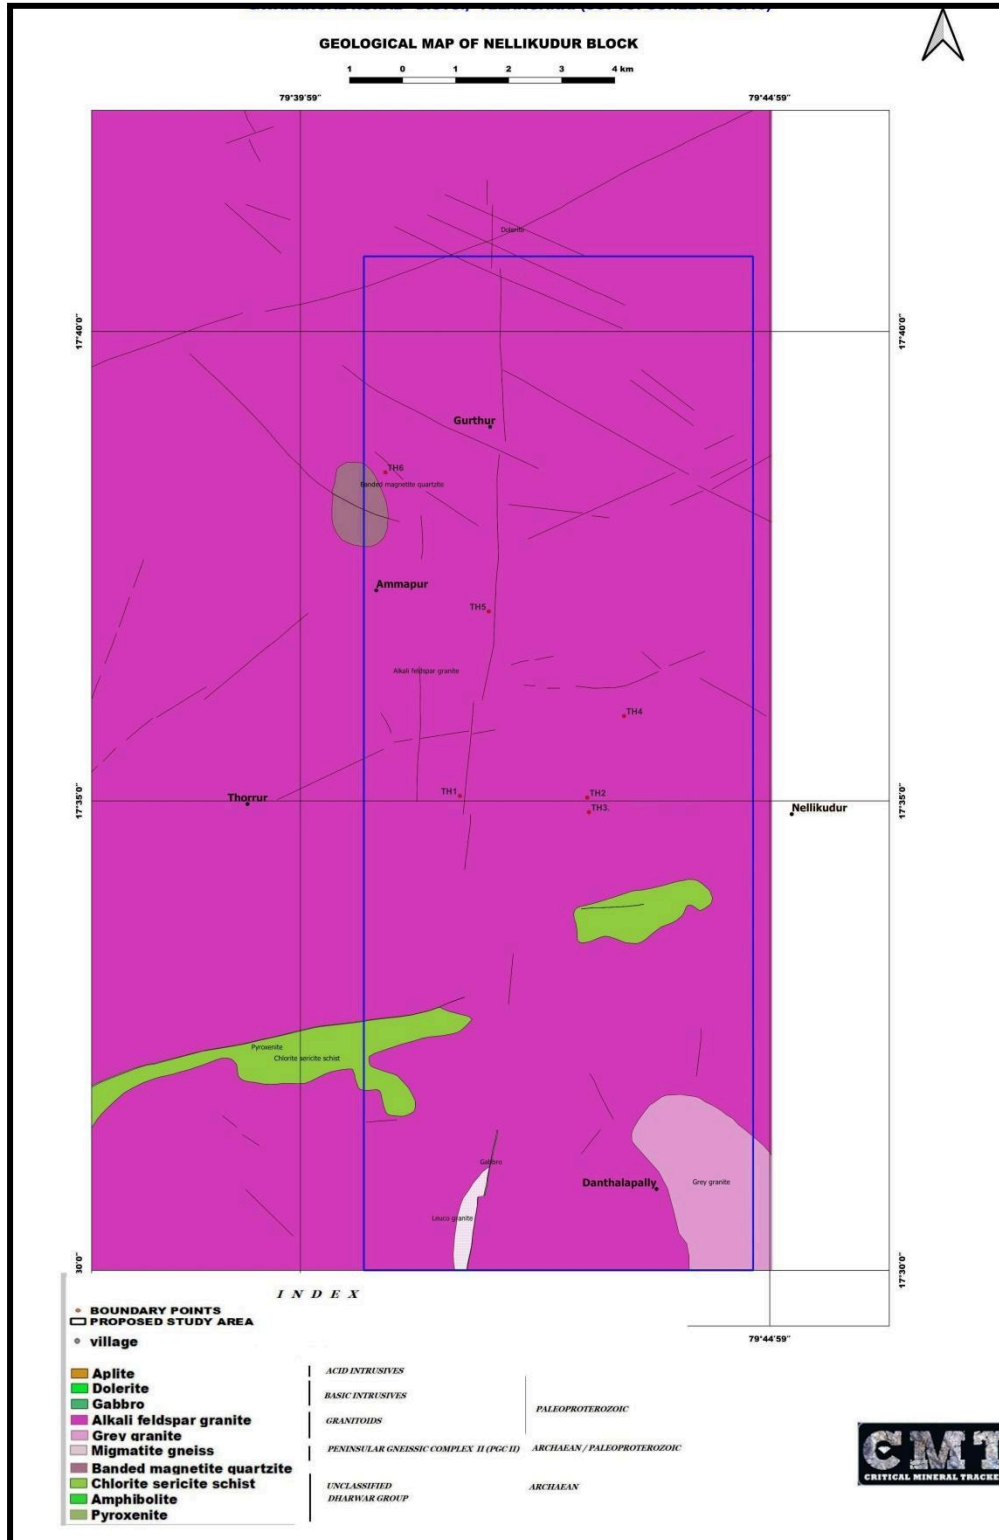 GEOLOGICAL MAP OF NELLIKUDUR BLOCK
1 0 1 2 3 4 km
79°39'59" 79°44'59"
Dolerite
17°40'0" 17°40'0"
Gurthur
TH6
Banded magnetite quartzite
Ammapur
TH5
Alkali feldspar granite
TH4
TH1 TH2
Thorrur
TH3.
Nellikudur
17°35'0" 17°35'0"
Pyroxenite
Chlorite sericite schist
Gabbro
Danthalapally Grey granite
Leuco granite
30'0" 17°30'0"
INDEX
BOUNDARY POINTS
PROPOSED STUDY AREA
79°44'59"
village
Aplite ACID INTRUSIVES
Dolerite
BASIC INTRUSIVES
Gabbro
PALEOPROTEROZOIC
Alkali feldspar granite GRANITOIDS
Grey granite
Migmatite gneiss PENINSULAR GNEISSIC COMPLEX II (PGC II) ARCHAEAN / PALEOPROTEROZOIC
Banded magnetite quartzite
Chlorite sericite schist UNCLASSIFIED ARCHAEAN
Amphibolite DHARWAR GROUP
Pyroxenite
CMT
CRITICAL MINERAL TRACKE